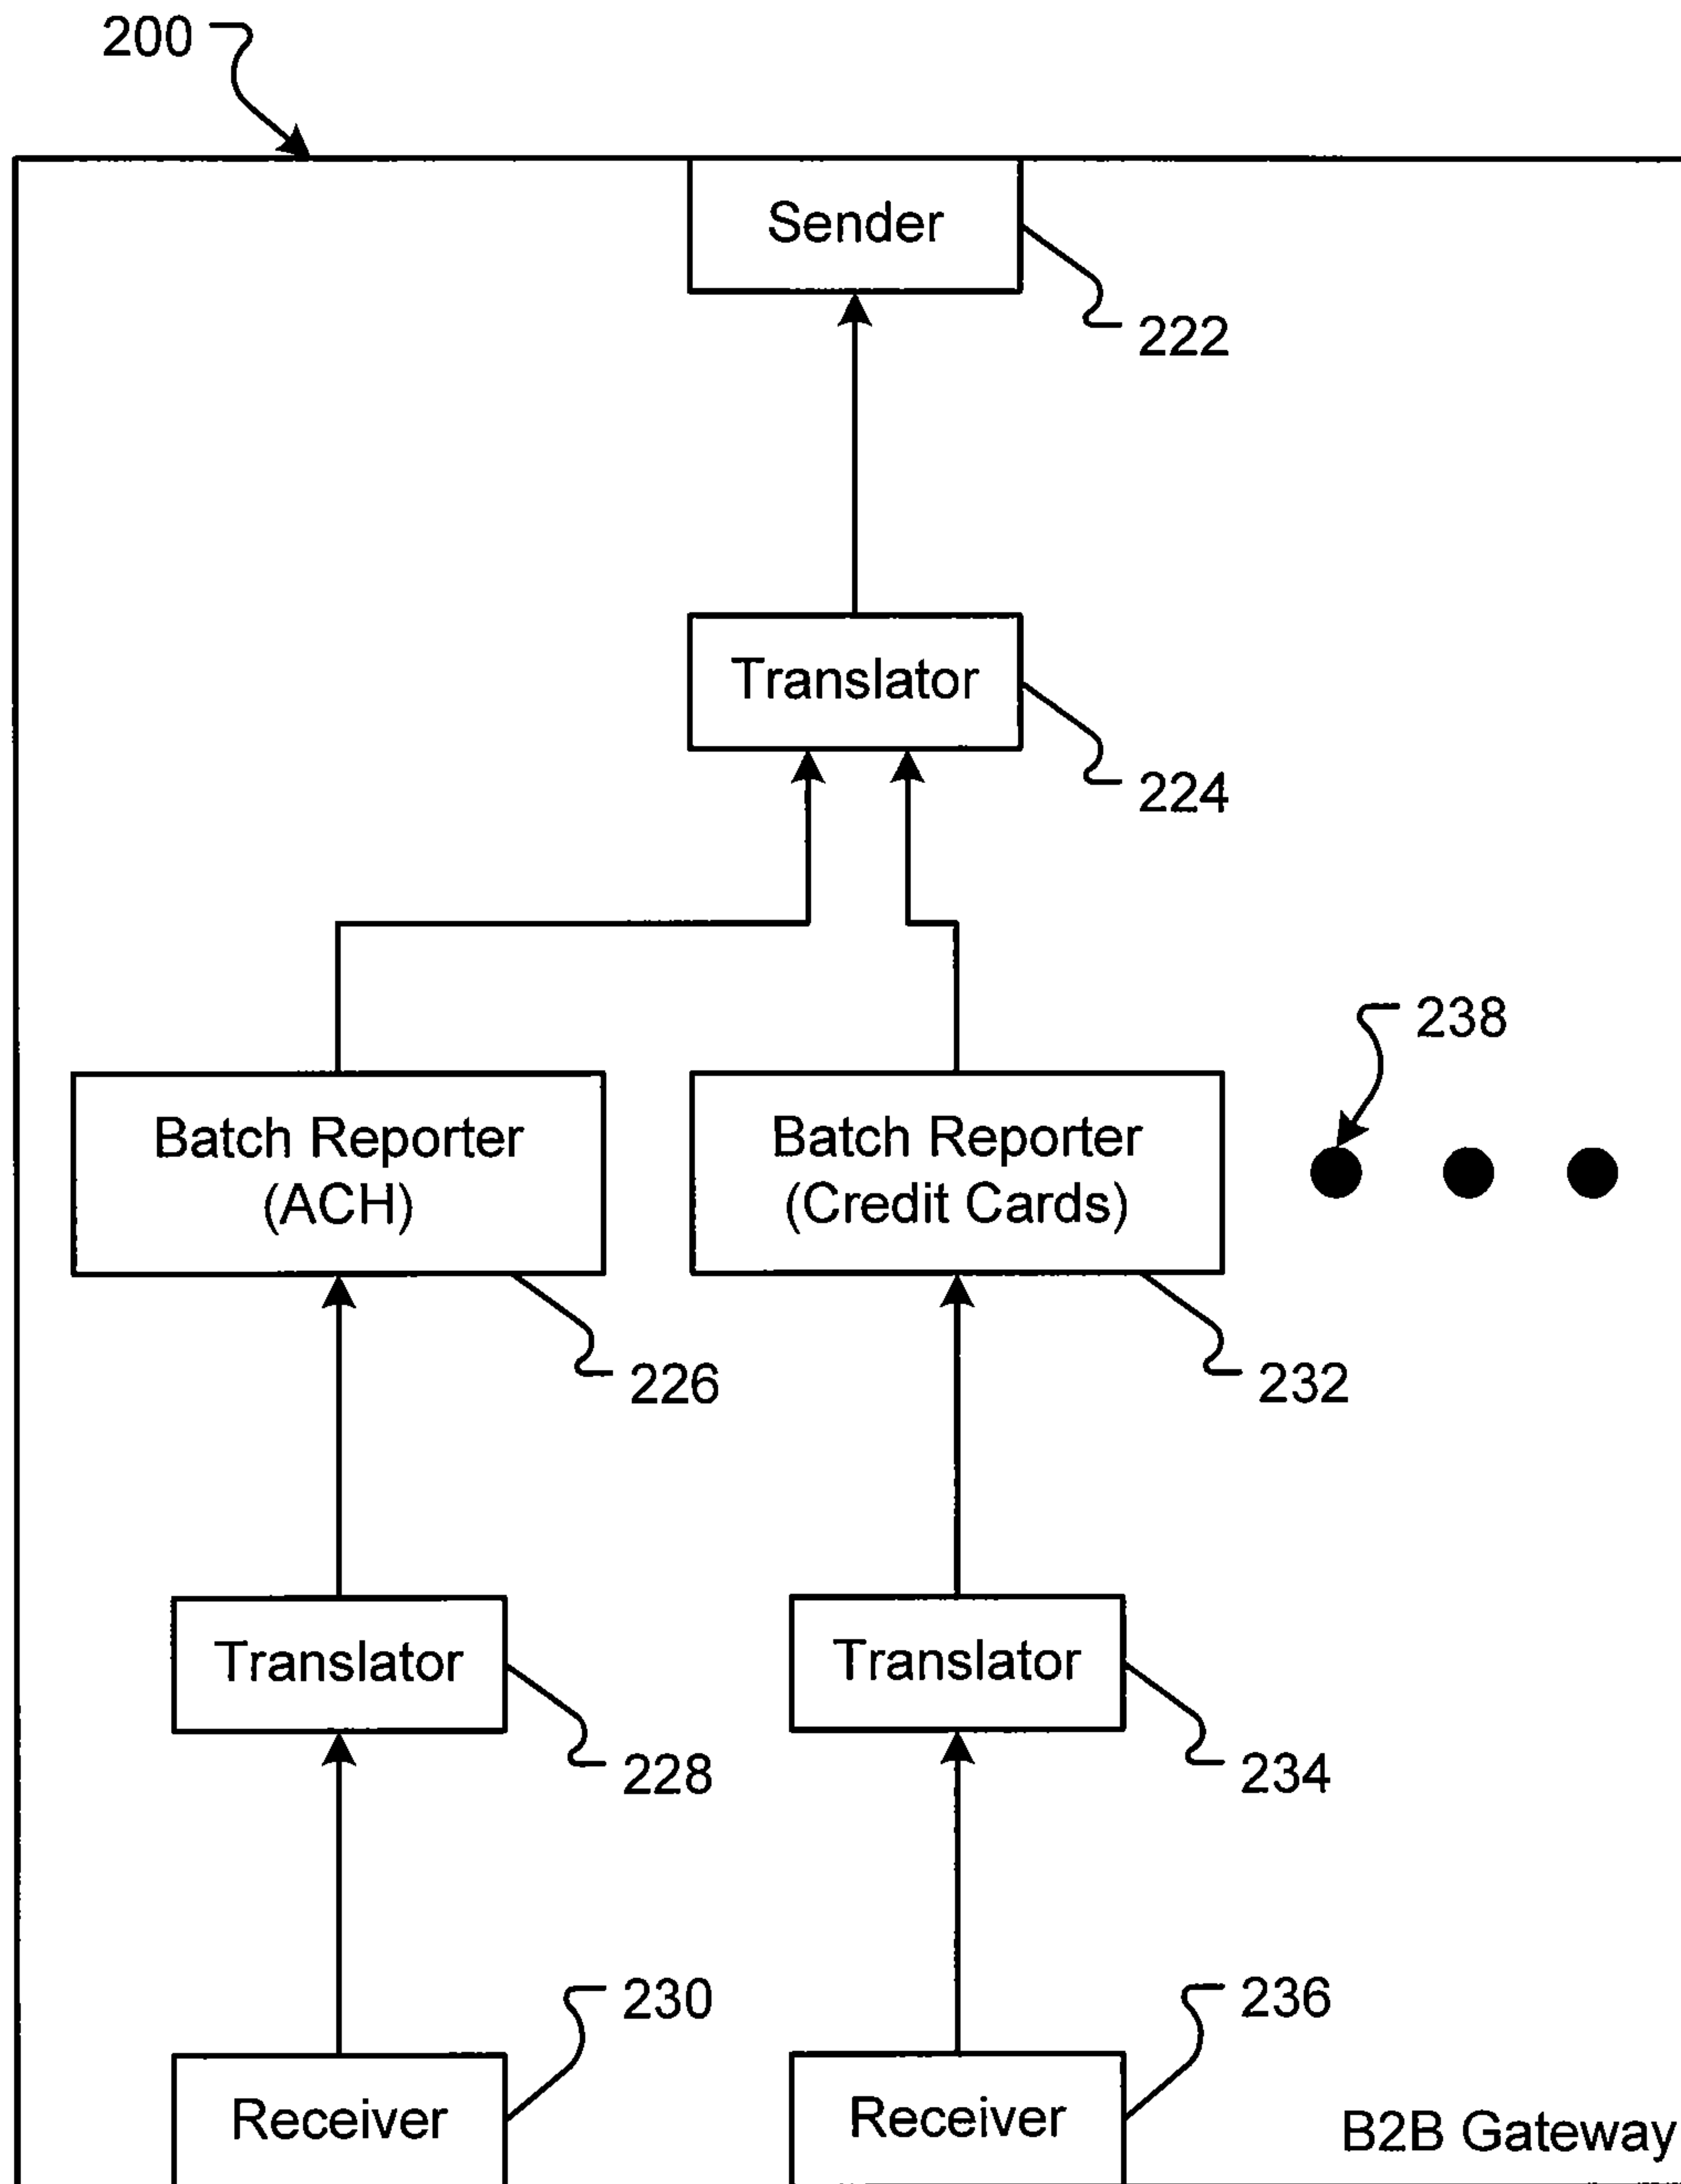 200
Sender
222
Translator
224
238
Batch Reporter
(ACH)
Batch Reporter
(Credit Cards)
226
232
Translator
Translator
228
234
230
236
Receiver
Receiver
B2B Gateway